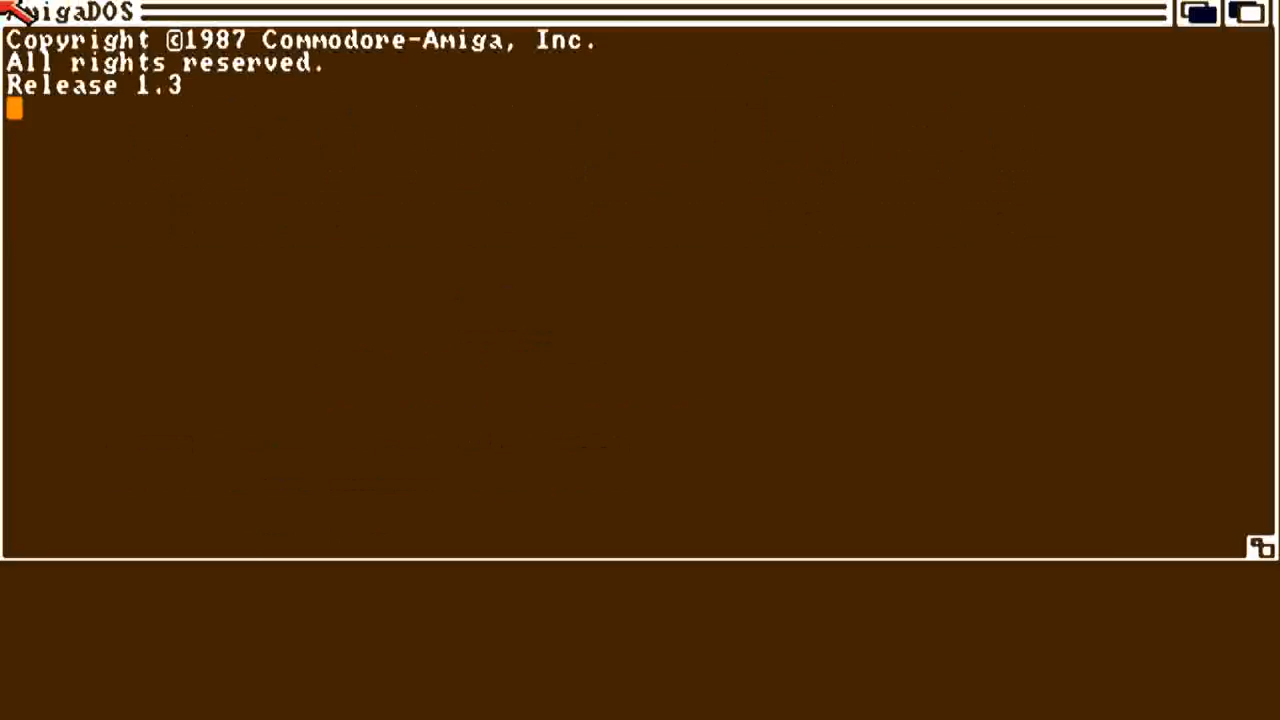 AmigaDOS
Copyright ©1987 Commodore-Amiga, Inc.
All rights reserved.
Release 1.3